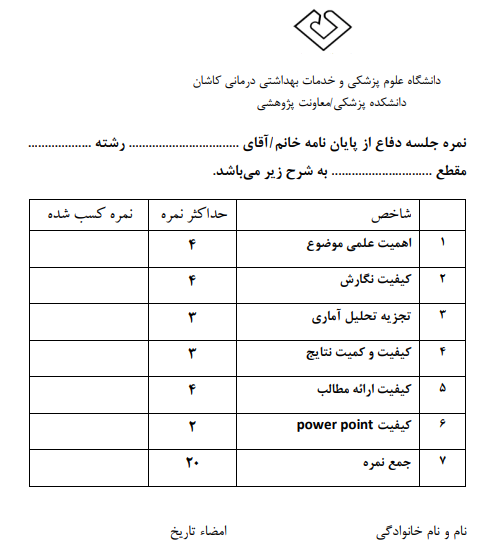 دانشگاه علوم پزشکی و خدمات بهداشتی درمانی کاشان
دانشکده پزشکی/معاونت پژوهشی
نمره جلسه دفاع از پایان نامه خانم/آقای ................................. رشته ...................
مقطع .............................. به شرح زیر می‌باشد.
شاخص حداکثر نمره نمره کسب شده
۱ اهمیت علمی موضوع ۴
۲ کیفیت نگارش ۴
۳ تجزیه تحلیل آماری ۳
۴ کیفیت و کمیت نتایج ۳
۵ کیفیت ارائه مطالب ۴
۶ کیفیت power point ۲
۷ جمع نمره ۲۰
نام و نام خانوادگی امضاء تاریخ